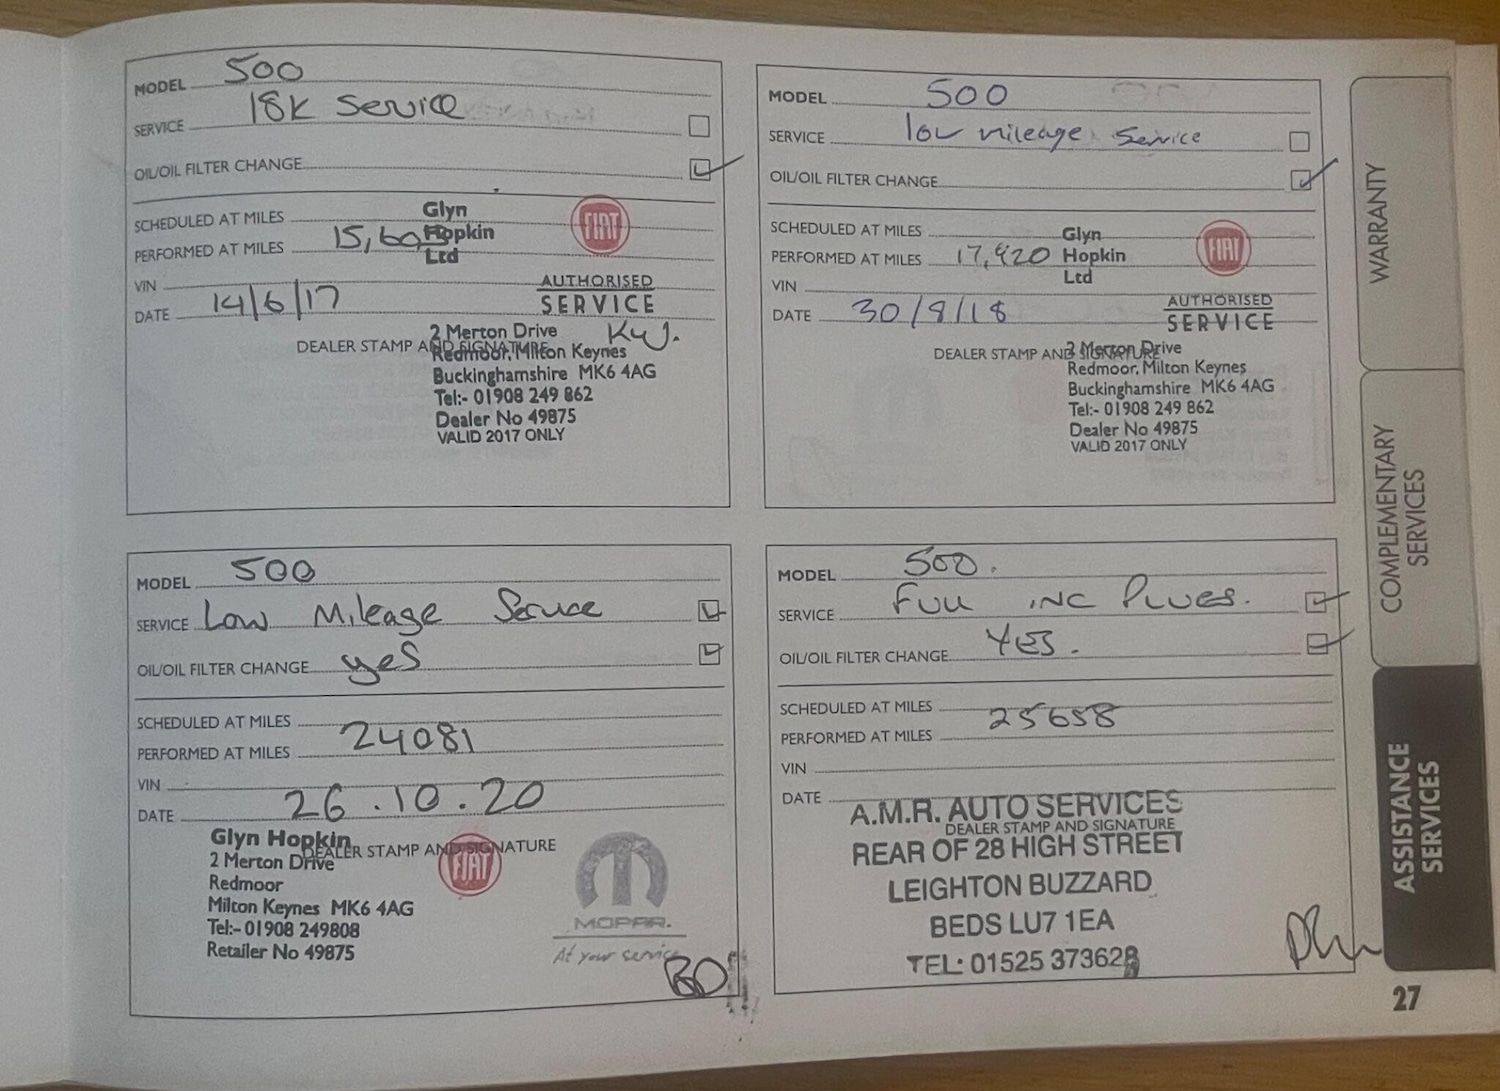 MODEL 500
SERVICE 18K Service
OIL/OIL FILTER CHANGE
SCHEDULED AT MILES
PERFORMED AT MILES 15,605
Glyn
Hopkin
Ltd
FIAT
VIN
DATE 14/6/17
AUTHORISED
SERVICE
DEALER STAMP AND SIGNATURE
2 Merton Drive
Redmoor, Milton Keynes
Buckinghamshire MK6 4AG
Tel:- 01908 249 862
Dealer No 49875
VALID 2017 ONLY
MODEL 500
SERVICE low mileage Service
OIL/OIL FILTER CHANGE
SCHEDULED AT MILES
PERFORMED AT MILES 17,920
Glyn
Hopkin
Ltd
FIAT
VIN
DATE 30/8/18
AUTHORISED
SERVICE
DEALER STAMP AND SIGNATURE
2 Merton Drive
Redmoor, Milton Keynes
Buckinghamshire MK6 4AG
Tel:- 01908 249 862
Dealer No 49875
VALID 2017 ONLY
MODEL 500
SERVICE Low Mileage Service
OIL/OIL FILTER CHANGE yes
SCHEDULED AT MILES
PERFORMED AT MILES 24081
VIN
DATE 26.10.20
DEALER STAMP AND SIGNATURE
Glyn Hopkin
2 Merton Drive
Redmoor
Milton Keynes MK6 4AG
Tel:- 01908 249808
Retailer No 49875
FIAT
MOPAR.
At your service
MODEL 500.
SERVICE FULL INC PLUGS.
OIL/OIL FILTER CHANGE YES.
SCHEDULED AT MILES
PERFORMED AT MILES 25658
VIN
DATE
A.M.R. AUTO SERVICES
DEALER STAMP AND SIGNATURE
REAR OF 28 HIGH STREET
LEIGHTON BUZZARD
BEDS LU7 1EA
TEL: 01525 373628
WARRANTY
COMPLEMENTARY
SERVICES
ASSISTANCE
SERVICES
27